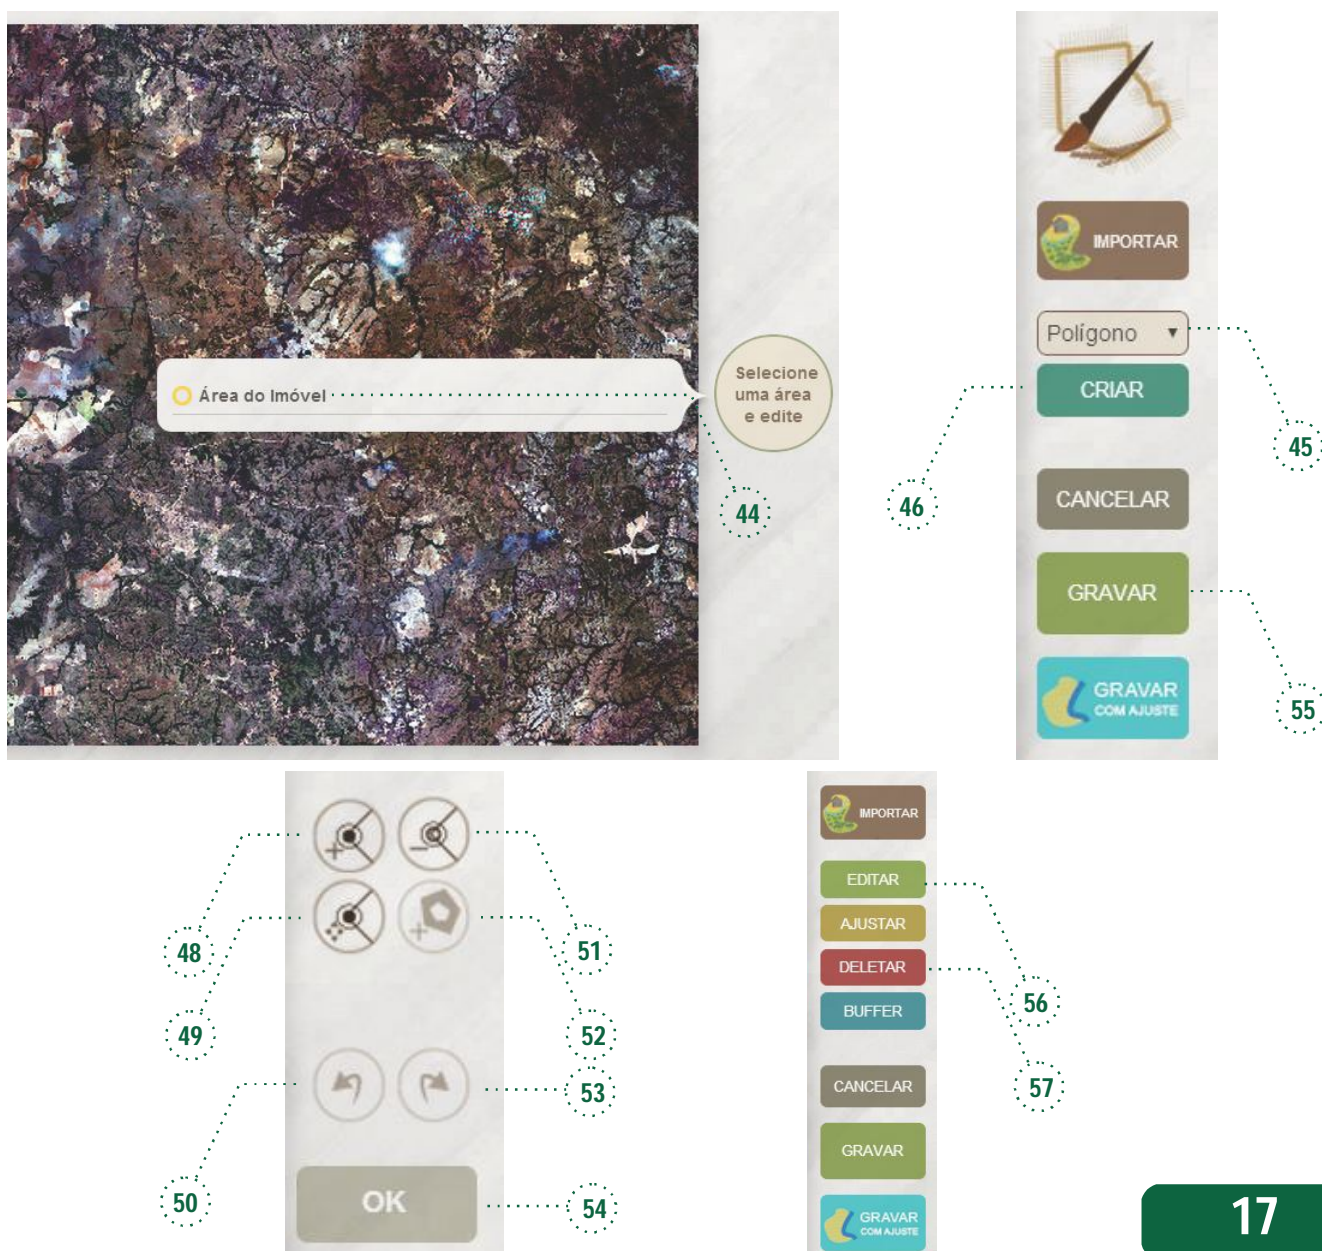 Área do Imóvel
Selecione
uma área
e edite
44
IMPORTAR
Polígono
CRIAR
45
46
CANCELAR
GRAVAR
GRAVAR
COM AJUSTE
55
48
49
50
51
52
53
OK
54
IMPORTAR
EDITAR
AJUSTAR
DELETAR
BUFFER
56
57
CANCELAR
GRAVAR
GRAVAR
COM AJUSTE
17